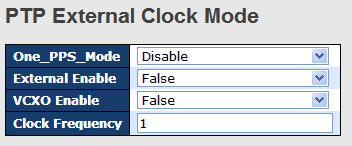 PTP External Clock Mode
One_PPS_Mode Disable
External Enable False
VCXO Enable False
Clock Frequency 1